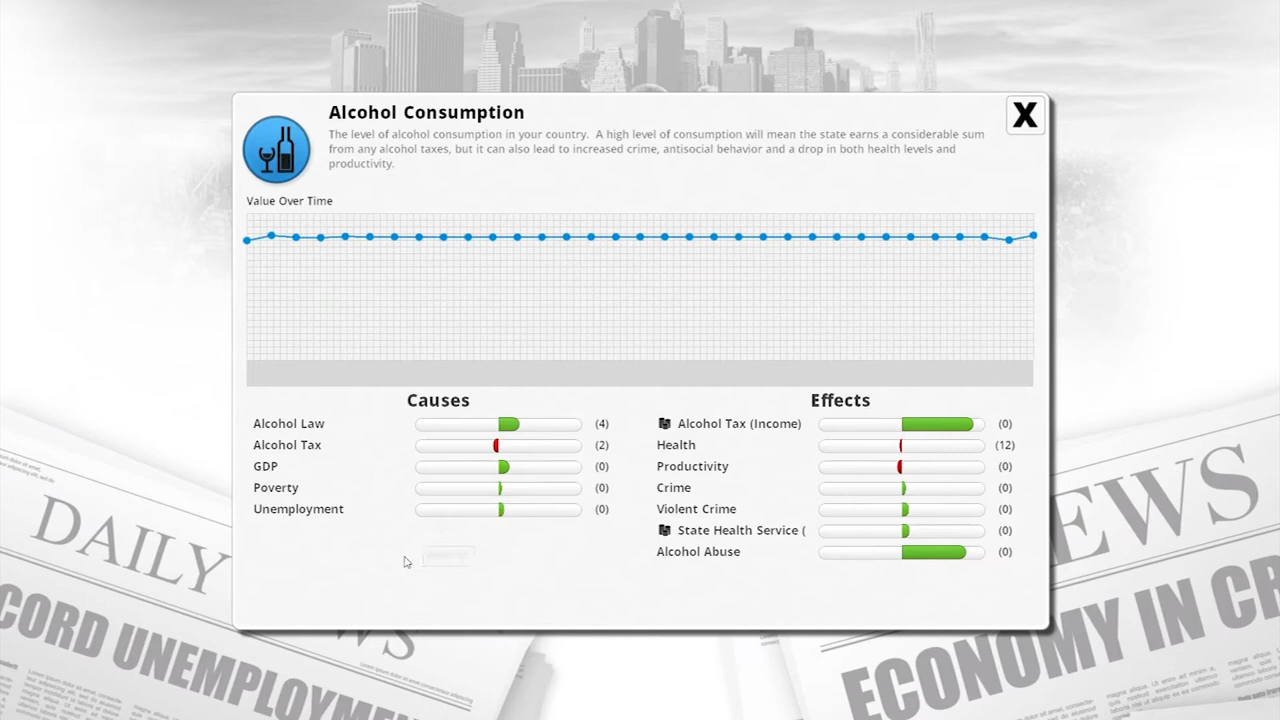 Alcohol Consumption
X
The level of alcohol consumption in your country. A high level of consumption will mean the state earns a considerable sum
from any alcohol taxes, but it can also lead to increased crime, antisocial behavior and a drop in both health levels and
productivity.
Value Over Time
Causes
Alcohol Law (4)
Alcohol Tax (2)
GDP (0)
Poverty (0)
Unemployment (0)
Effects
Alcohol Tax (Income) (0)
Health (12)
Productivity (0)
Crime (0)
Violent Crime (0)
State Health Service ( (0)
Alcohol Abuse (0)
DAILY
WS
CORD UNEMPLOYME
EWS
ECONOMY IN CR